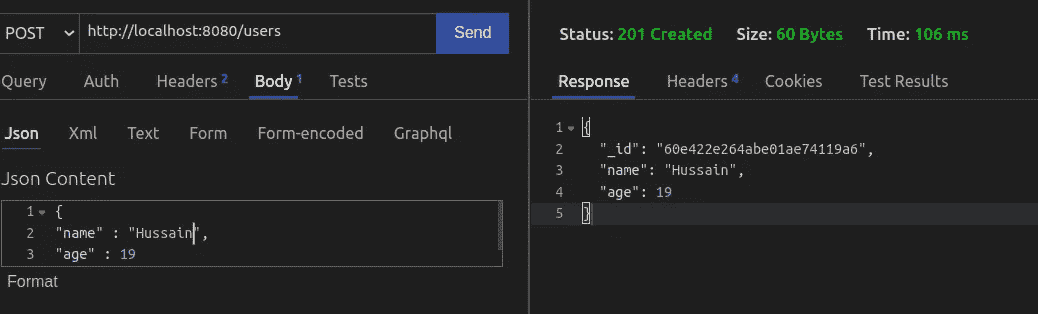 POST http://localhost:8080/users Send
Query Auth Headers 2 Body 1 Tests
Json Xml Text Form Form-encoded Graphql
Json Content
1 {
2 "name" : "Hussain",
3 "age" : 19
Format
Status: 201 Created Size: 60 Bytes Time: 106 ms
Response Headers 4 Cookies Test Results
1 {
2 "_id": "60e422e264abe01ae74119a6",
3 "name": "Hussain",
4 "age": 19
5 }